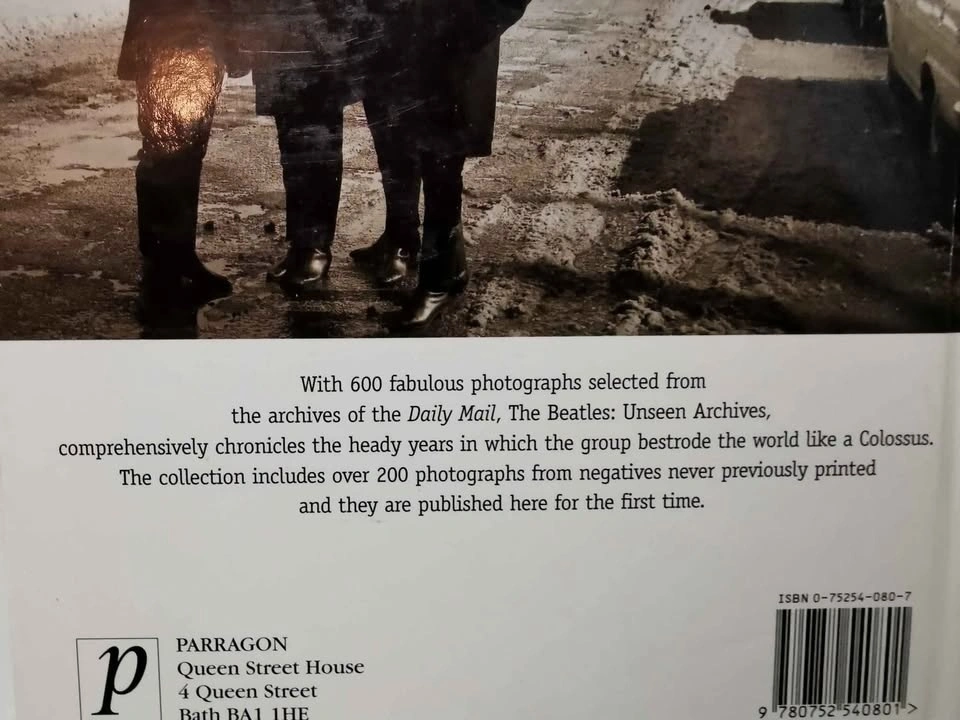 With 600 fabulous photographs selected from
the archives of the Daily Mail, The Beatles: Unseen Archives,
comprehensively chronicles the heady years in which the group bestrode the world like a Colossus.
The collection includes over 200 photographs from negatives never previously printed
and they are published here for the first time.
ISBN 0-75254-080-7
9 780752 540801 >
p
PARRAGON
Queen Street House
4 Queen Street
Bath BA1 1HE